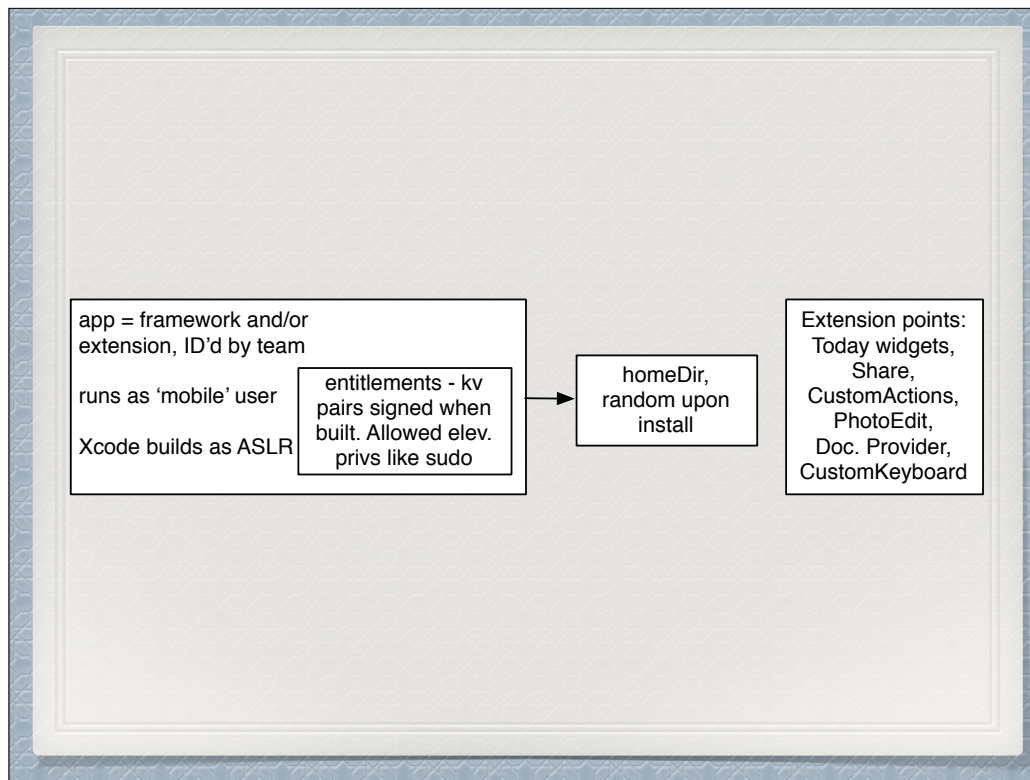 app = framework and/or
extension, ID’d by team
runs as ‘mobile’ user
Xcode builds as ASLR
entitlements - kv
pairs signed when
built. Allowed elev.
privs like sudo
homeDir,
random upon
install
Extension points:
Today widgets,
Share,
CustomActions,
PhotoEdit,
Doc. Provider,
CustomKeyboard